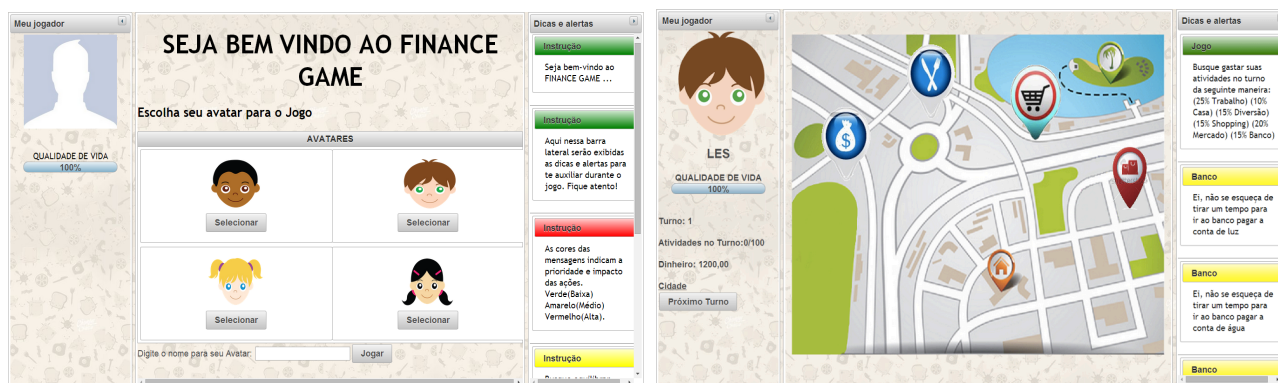 Meu jogador
QUALIDADE DE VIDA
100%
SEJA BEM VINDO AO FINANCE
GAME
Escolha seu avatar para o Jogo
AVATARES
Selecionar
Selecionar
Selecionar
Selecionar
Digite o nome para seu Avatar:
Jogar
Dicas e alertas
Instrução
Seja bem-vindo ao
FINANCE GAME ...
Instrução
Aqui nessa barra
lateral serão exibidas
as dicas e alertas para
te auxiliar durante o
jogo. Fique atento!
Instrução
As cores das
mensagens indicam a
prioridade e impacto
das ações.
Verde(Baixa)
Amarelo(Médio)
Vermelho(Alta).
Instrução
Meu jogador
LES
QUALIDADE DE VIDA
100%
Turno: 1
Atividades no Turno:0/100
Dinheiro: 1200,00
Cidade
Próximo Turno
$
Dicas e alertas
Jogo
Busque gastar suas
atividades no turno
da seguinte maneira:
(25% Trabalho) (10%
Casa) (15% Diversão)
(15% Shopping) (20%
Mercado) (15% Banco)
Banco
Ei, não se esqueça de
tirar um tempo para
ir ao banco pagar a
conta de luz
Banco
Ei, não se esqueça de
tirar um tempo para
ir ao banco pagar a
conta de água
Banco